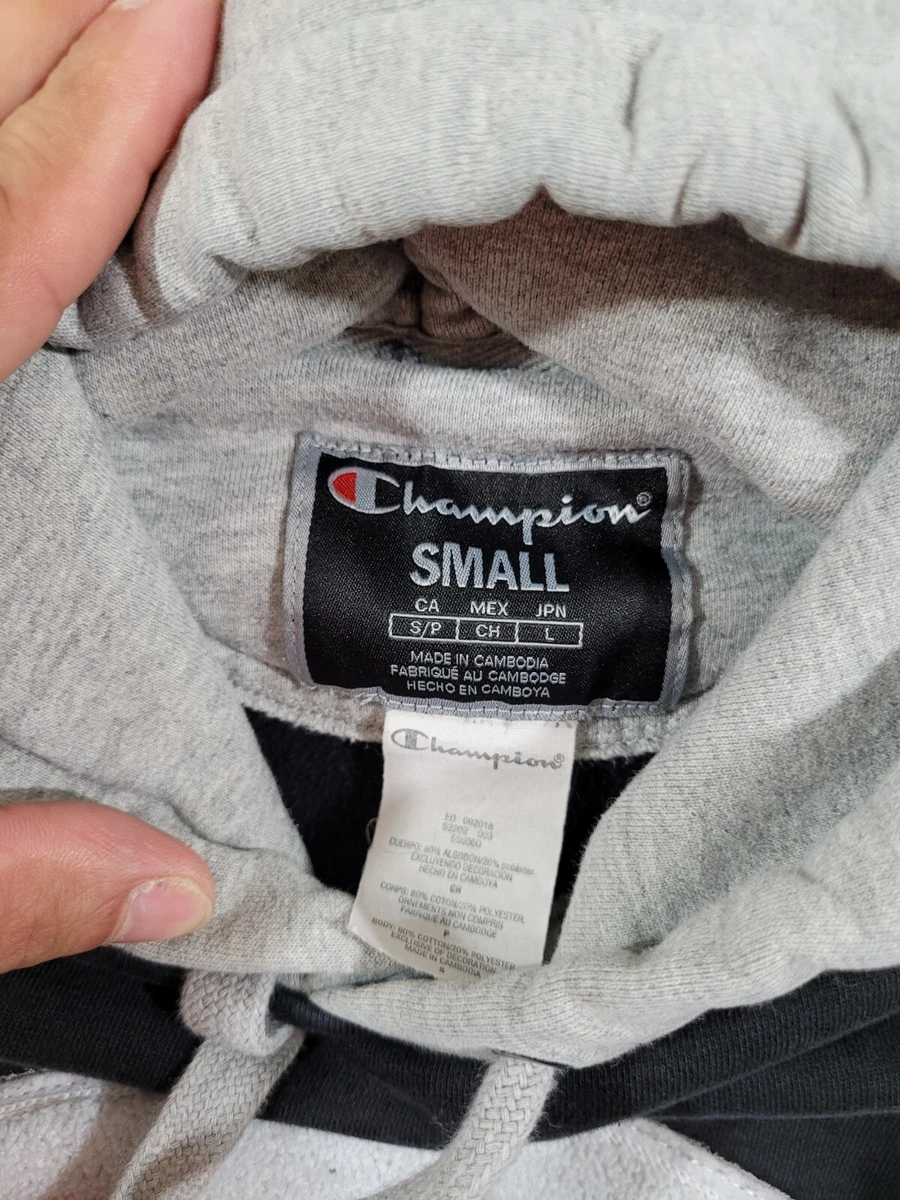 Champion®
SMALL
CA MEX JPN
S/P CH L
MADE IN CAMBODIA
FABRIQUÉ AU CAMBODGE
HECHO EN CAMBOYA
Champion®
092018
CUERPO: 80% ALGODÓN/20% poliéster.
EXCLUYENDO DECORACIÓN
HECHO EN CAMBOYA
CH
CORPS: 80% COTON/20% POLYESTER.
ORNEMENTS NON COMPRIS
FABRIQUÉ AU CAMBODGE
P
BODY: 80% COTTON/20% POLYESTER
EXCLUSIVE OF DECORATION
MADE IN CAMBODIA
S